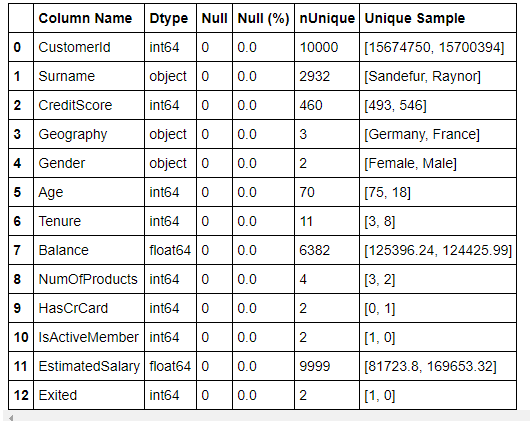 Column Name Dtype Null Null (%) nUnique Unique Sample
0 CustomerId int64 0 0.0 10000 [15674750, 15700394]
1 Surname object 0 0.0 2932 [Sandefur, Raynor]
2 CreditScore int64 0 0.0 460 [493, 546]
3 Geography object 0 0.0 3 [Germany, France]
4 Gender object 0 0.0 2 [Female, Male]
5 Age int64 0 0.0 70 [75, 18]
6 Tenure int64 0 0.0 11 [3, 8]
7 Balance float64 0 0.0 6382 [125396.24, 124425.99]
8 NumOfProducts int64 0 0.0 4 [3, 2]
9 HasCrCard int64 0 0.0 2 [0, 1]
10 IsActiveMember int64 0 0.0 2 [1, 0]
11 EstimatedSalary float64 0 0.0 9999 [81723.8, 169653.32]
12 Exited int64 0 0.0 2 [1, 0]